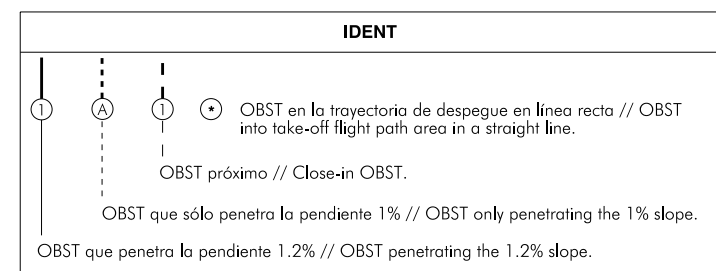 IDENT
1 A 1 * OBST en la trayectoria de despegue en línea recta // OBST
into take-off flight path area in a straight line.
OBST próximo // Close-in OBST.
OBST que sólo penetra la pendiente 1% // OBST only penetrating the 1% slope.
OBST que penetra la pendiente 1.2% // OBST penetrating the 1.2% slope.